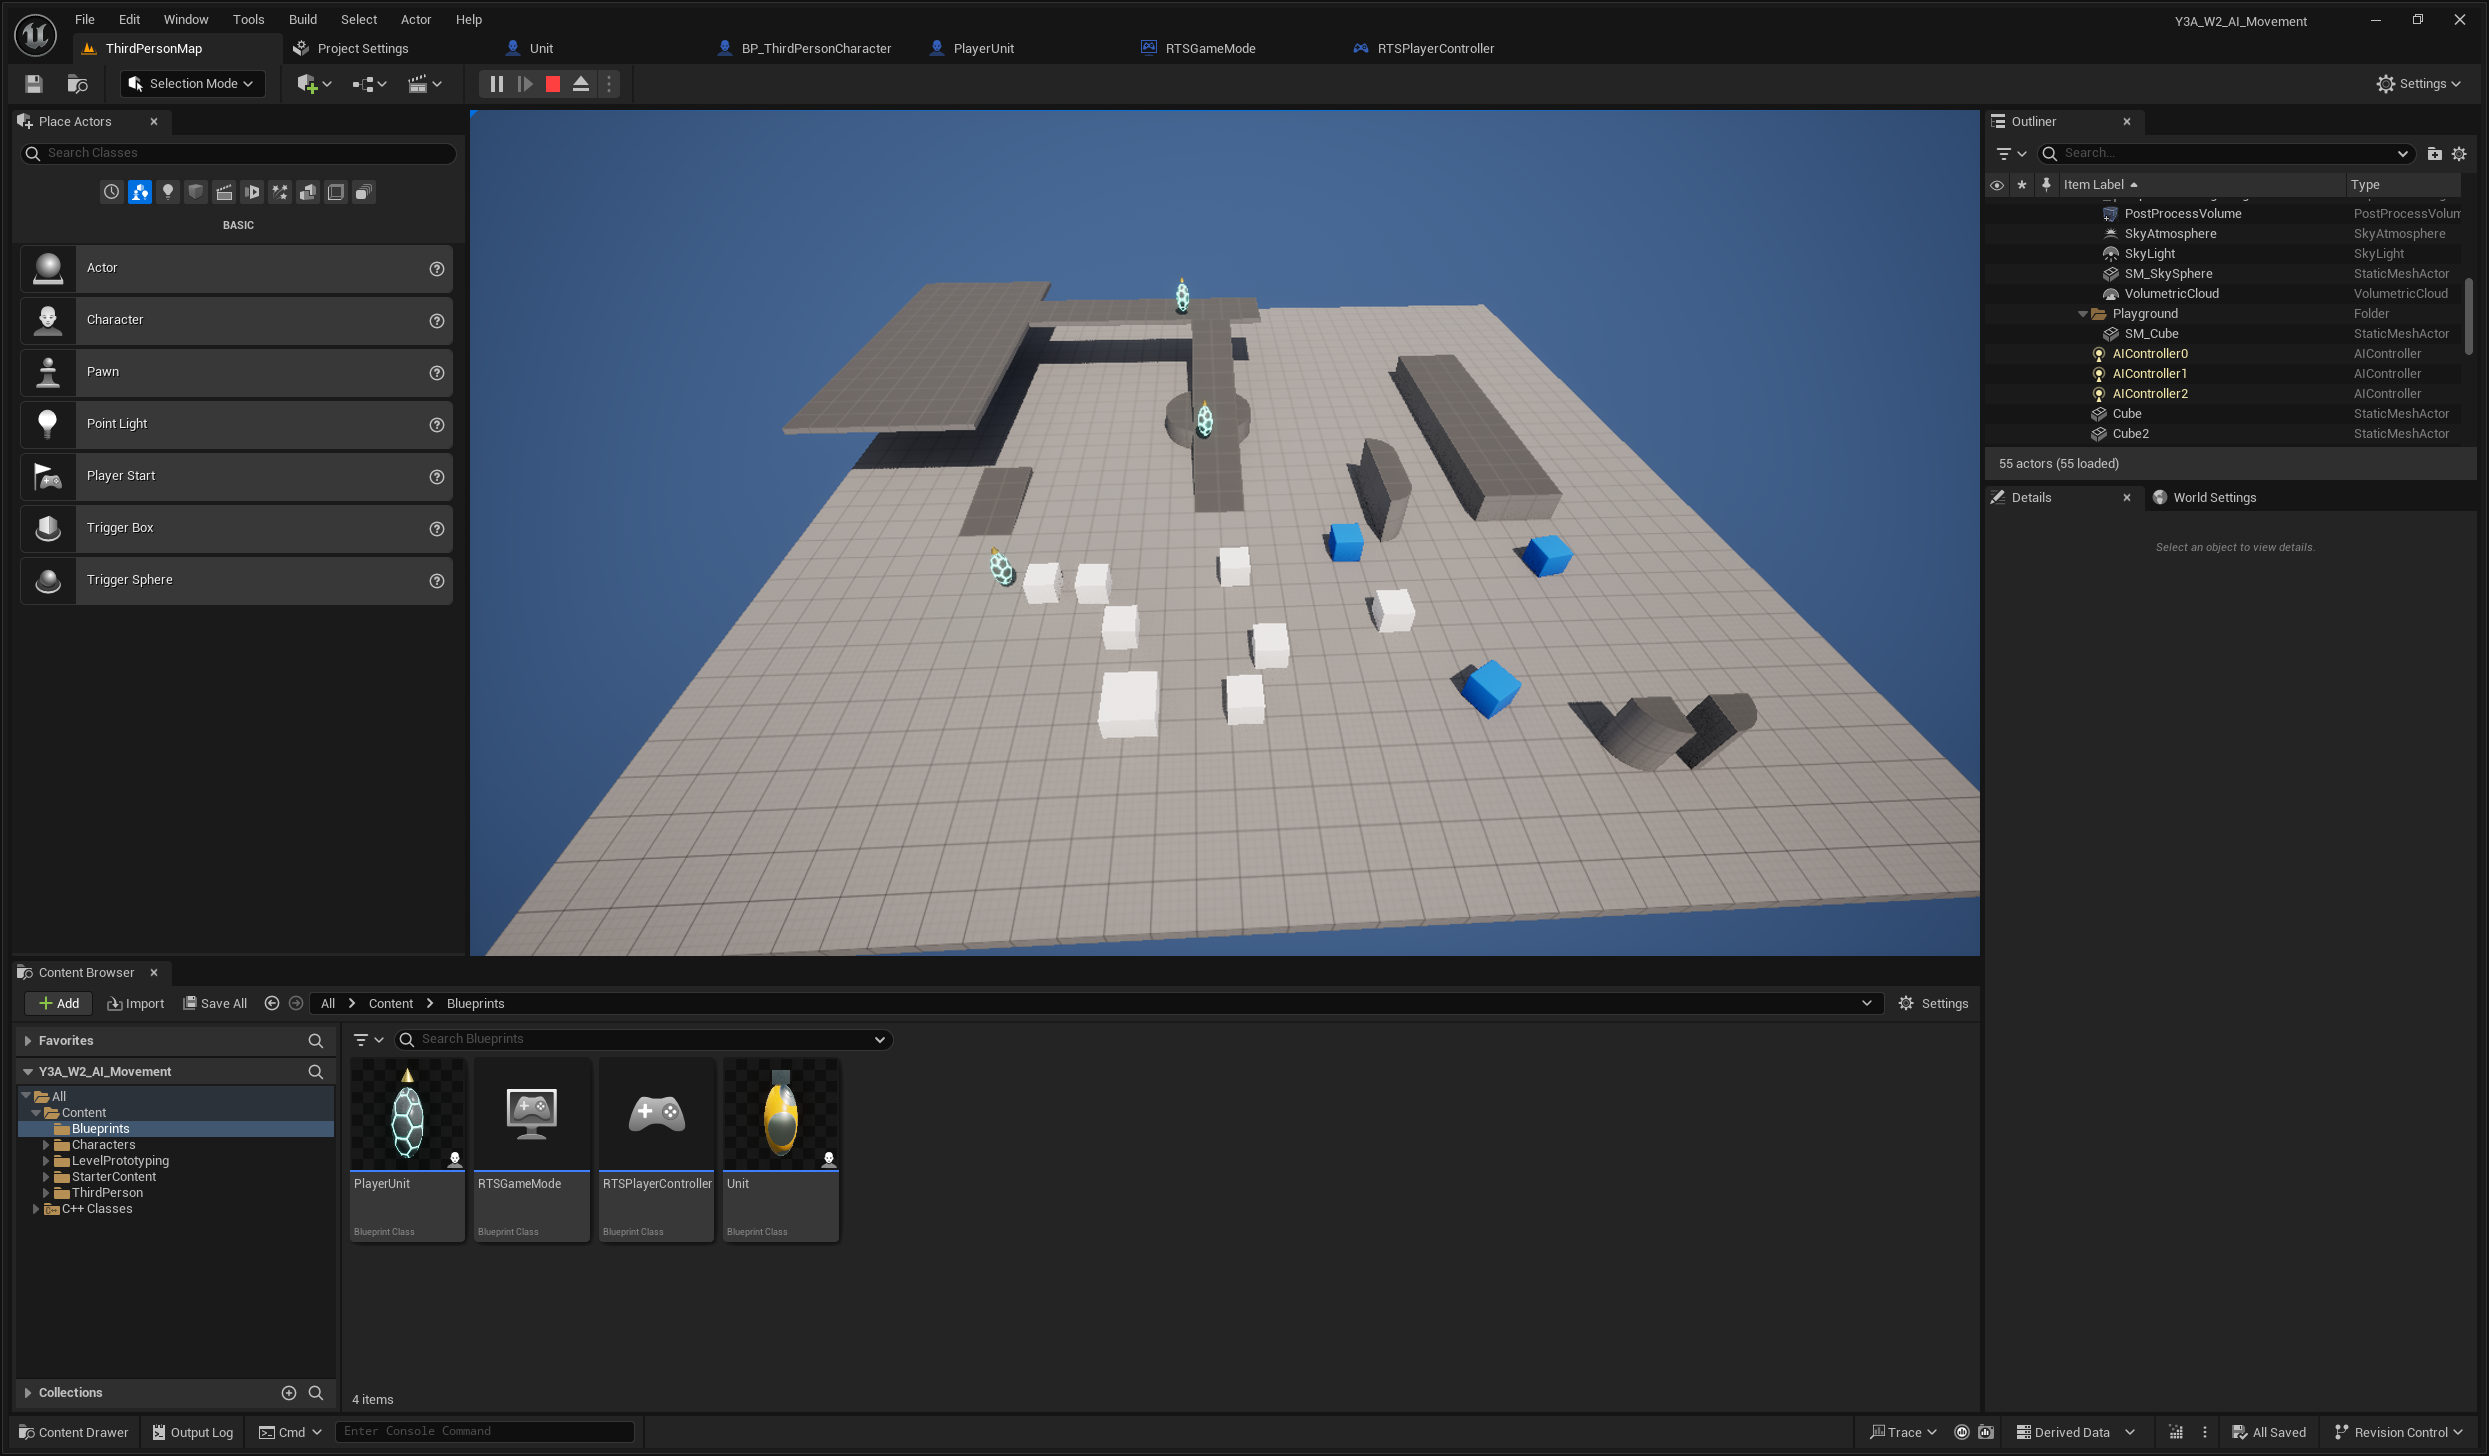 File Edit Window Tools Build Select Actor Help
Y3A_W2_AI_Movement
ThirdPersonMap
Project Settings
Unit
BP_ThirdPersonCharacter
PlayerUnit
RTSGameMode
RTSPlayerController
Selection Mode
Settings
Place Actors
Search Classes
BASIC
Actor
Character
Pawn
Point Light
Player Start
Trigger Box
Trigger Sphere
Outliner
Search...
Item Label Type
PostProcessVolume PostProcessVolum
SkyAtmosphere SkyAtmosphere
SkyLight SkyLight
SM_SkySphere StaticMeshActor
VolumetricCloud VolumetricCloud
Playground Folder
SM_Cube StaticMeshActor
AIController0 AIController
AIController1 AIController
AIController2 AIController
Cube StaticMeshActor
Cube2 StaticMeshActor
55 actors (55 loaded)
Details World Settings
Select an object to view details.
Content Browser
Add Import Save All All Content Blueprints Settings
Favorites
Search Blueprints
Y3A_W2_AI_Movement
All
Content
Blueprints
Characters
LevelPrototyping
StarterContent
ThirdPerson
C++ Classes
PlayerUnit RTSGameMode RTSPlayerController Unit
Blueprint Class Blueprint Class Blueprint Class Blueprint Class
Collections
4 items
Content Drawer Output Log Cmd Enter Console Command Trace Derived Data All Saved Revision Control